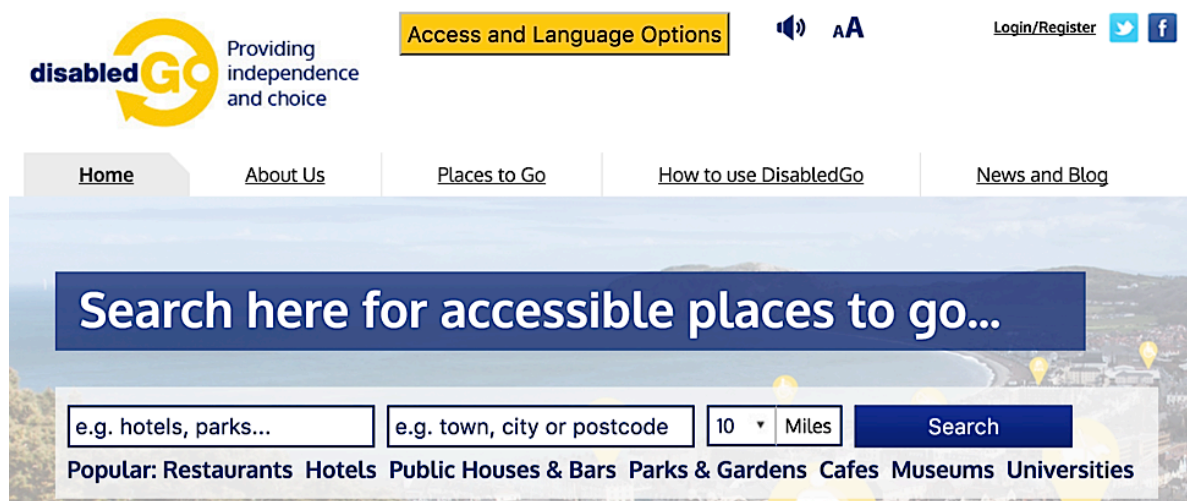 disabledGo
Providing
independence
and choice
Access and Language Options
AA
Login/Register
f
Home
About Us
Places to Go
How to use DisabledGo
News and Blog
Search here for accessible places to go...
e.g. hotels, parks...
e.g. town, city or postcode
10
Miles
Search
Popular: Restaurants Hotels Public Houses & Bars Parks & Gardens Cafes Museums Universities